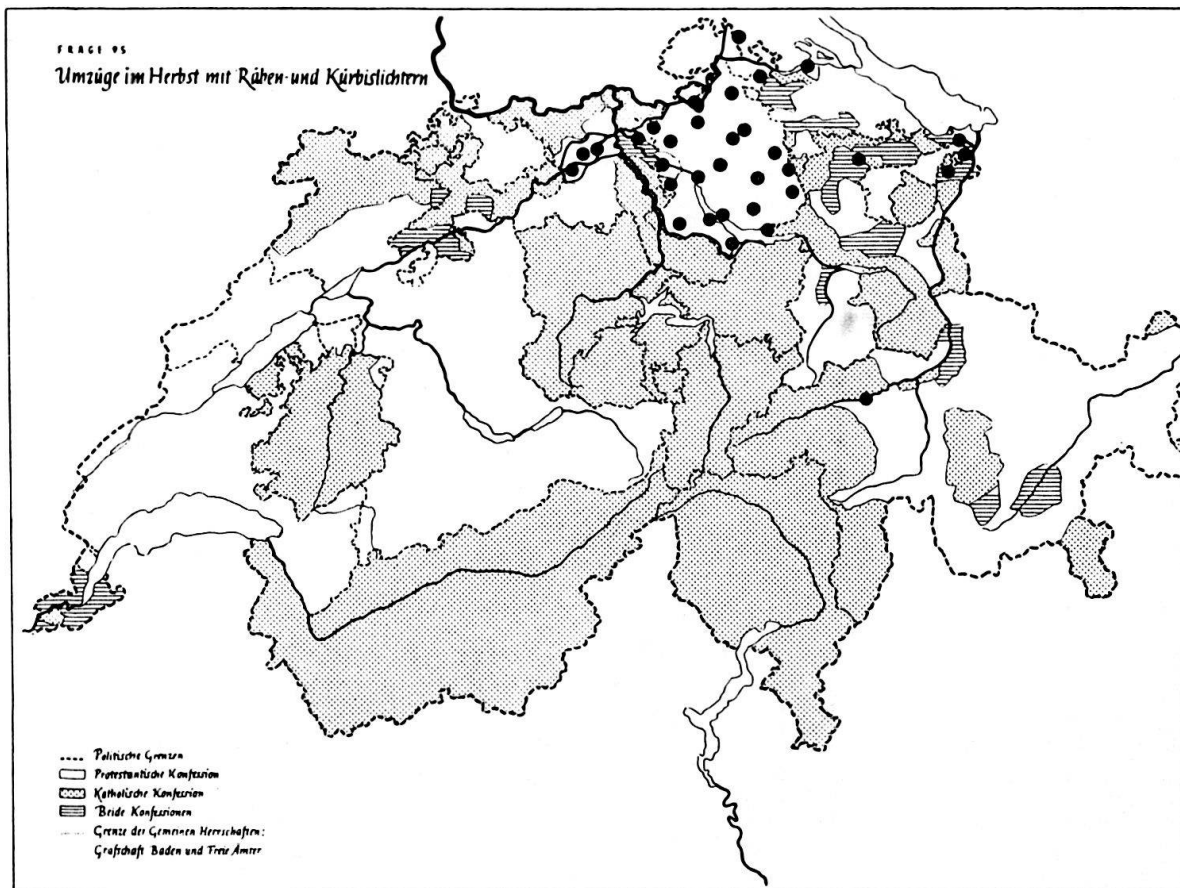 FRAGE 95
Umzüge im Herbst mit Räben- und Kürbislichtern
Politische Grenzen
Protestantische Konfession
Katholische Konfession
Beide Konfessionen
Grenze der Gemeinen Herrschaften:
Grafschaft Baden und Freie Ämter